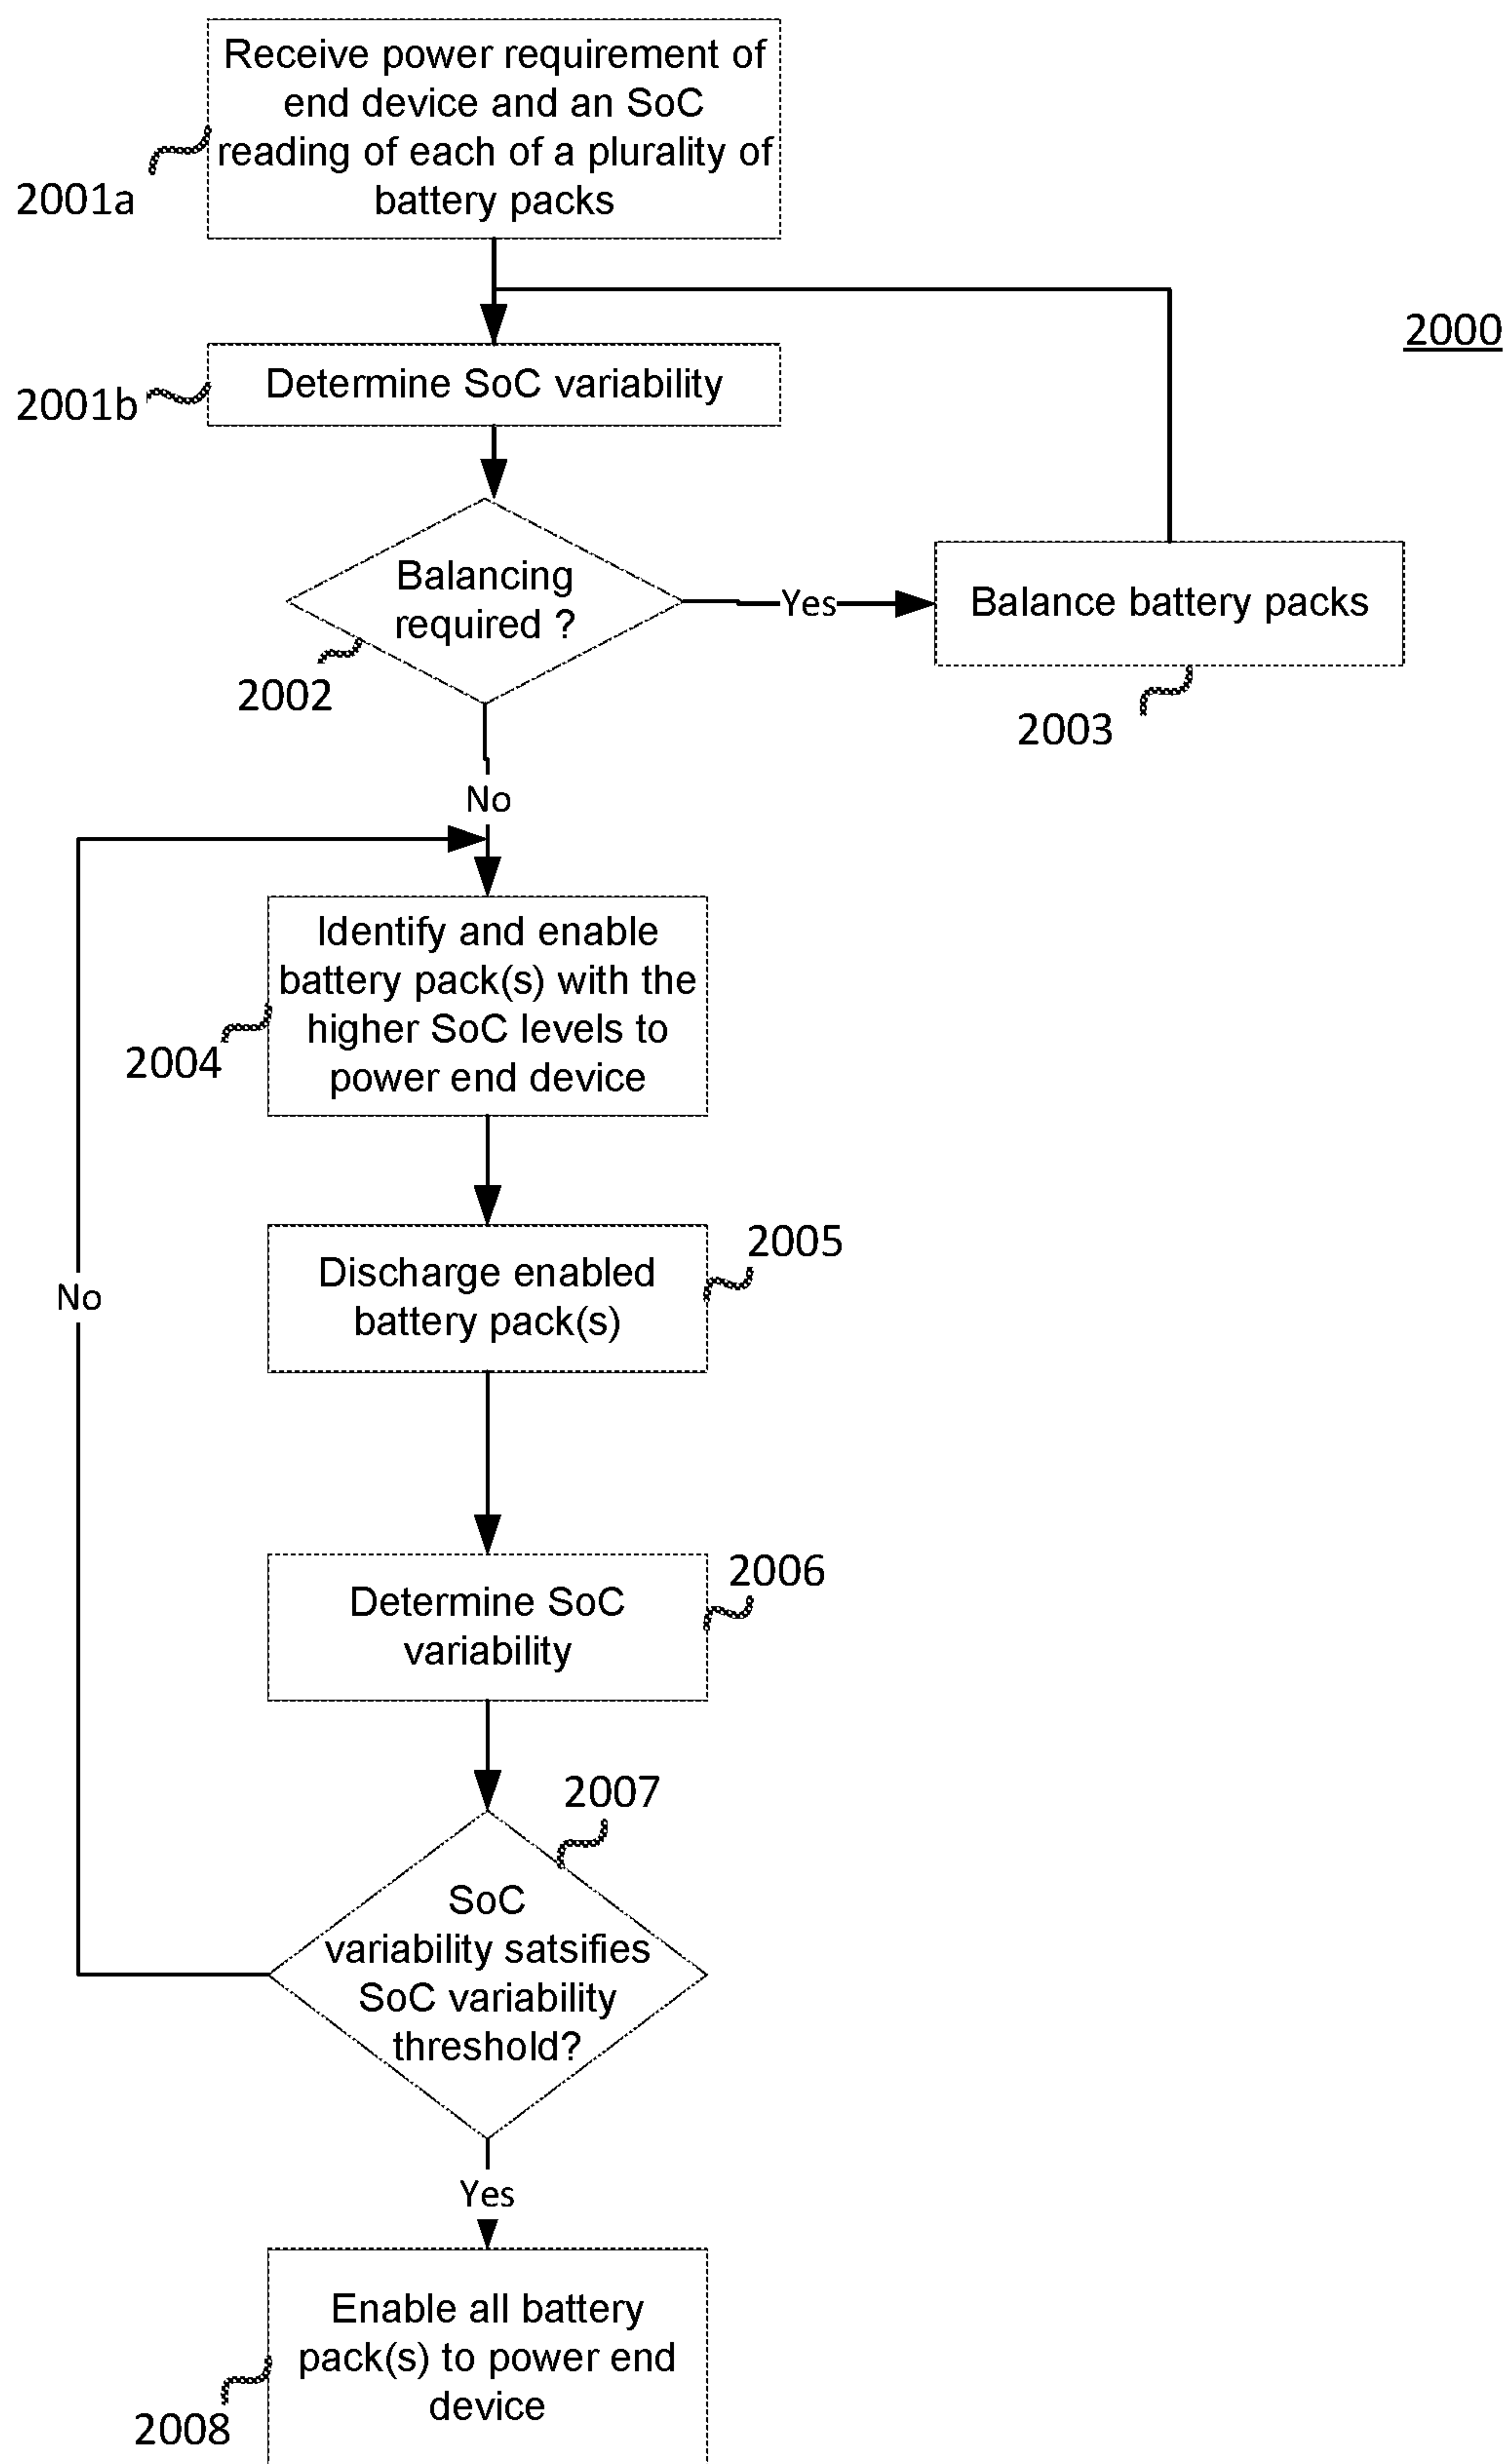 Receive power requirement of
end device and an SoC
reading of each of a plurality of
battery packs
2001a
2000
Determine SoC variability
2001b
Balancing
required ?
Yes
Balance battery packs
2002
2003
No
Identify and enable
battery pack(s) with the
higher SoC levels to
power end device
2004
2005
Discharge enabled
battery pack(s)
No
2006
Determine SoC
variability
2007
SoC
variability satsifies
SoC variability
threshold?
Yes
Enable all battery
pack(s) to power end
device
2008